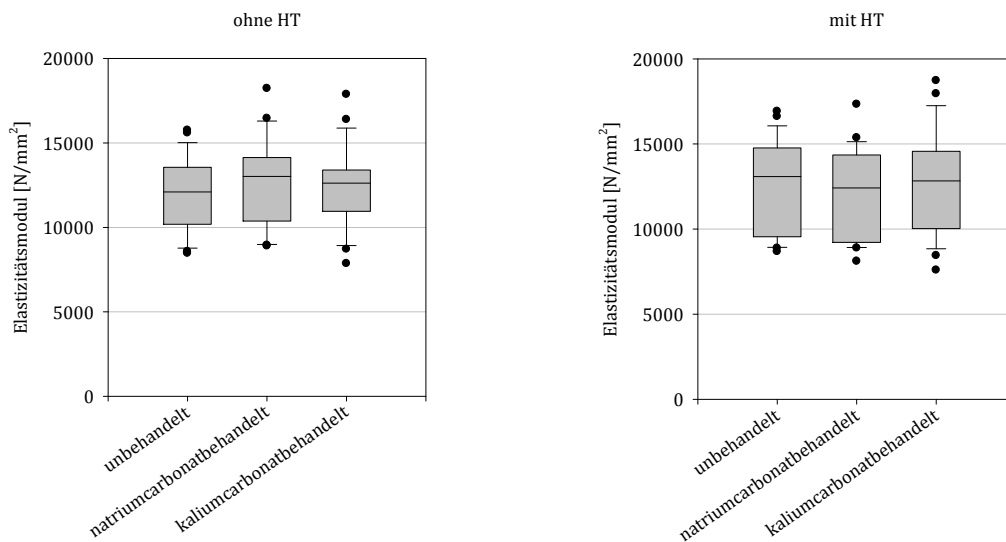 ohne HT
Elastizitätsmodul [N/mm²]
20000
15000
10000
5000
0
unbehandelt
natriumcarbonatbehandelt
kaliumcarbonatbehandelt
mit HT
Elastizitätsmodul [N/mm²]
20000
15000
10000
5000
0
unbehandelt
natriumcarbonatbehandelt
kaliumcarbonatbehandelt